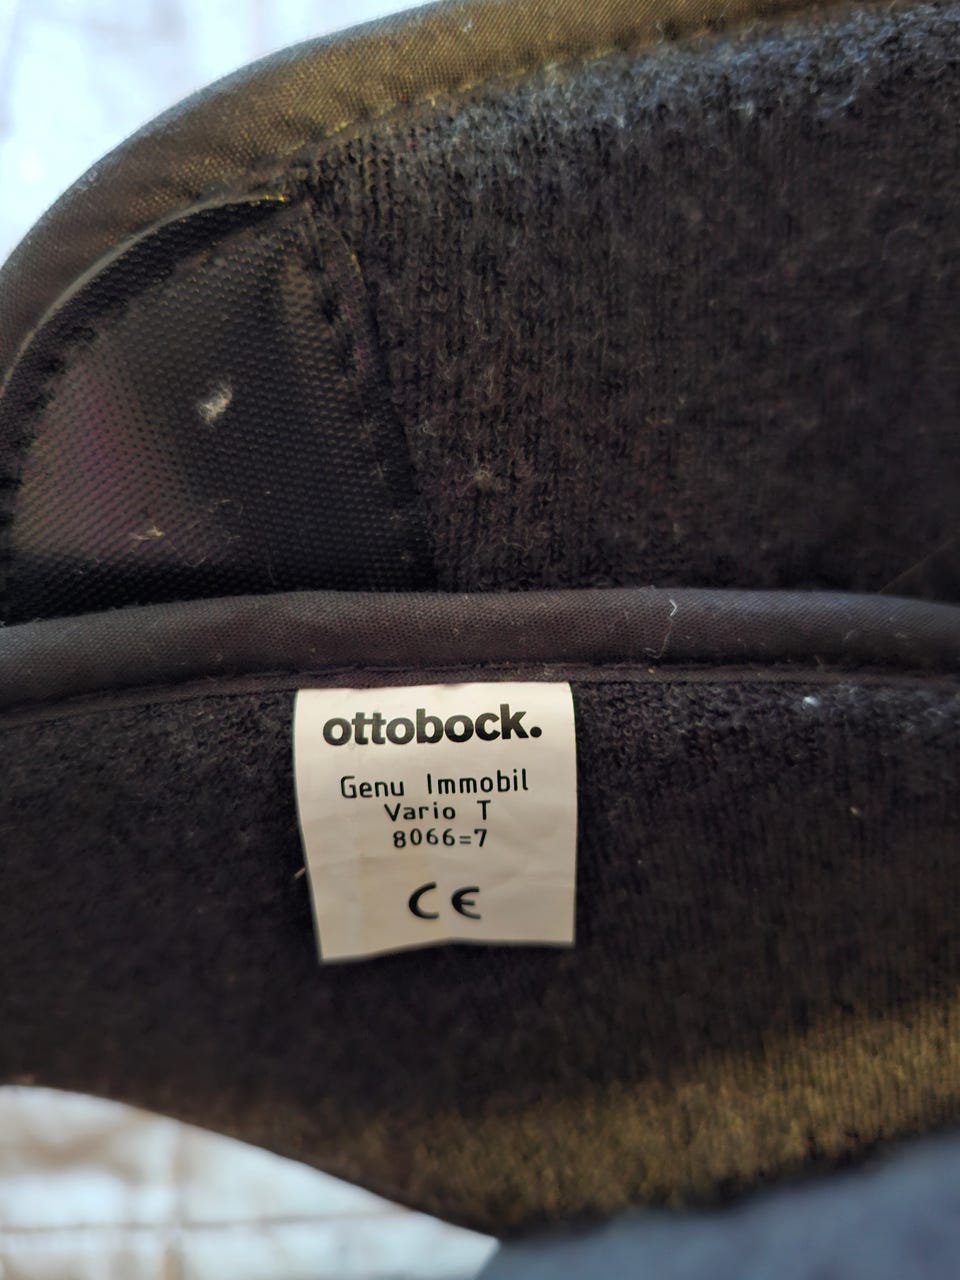 ottobock.
Genu Immobil
Vario T
8066=7
CE